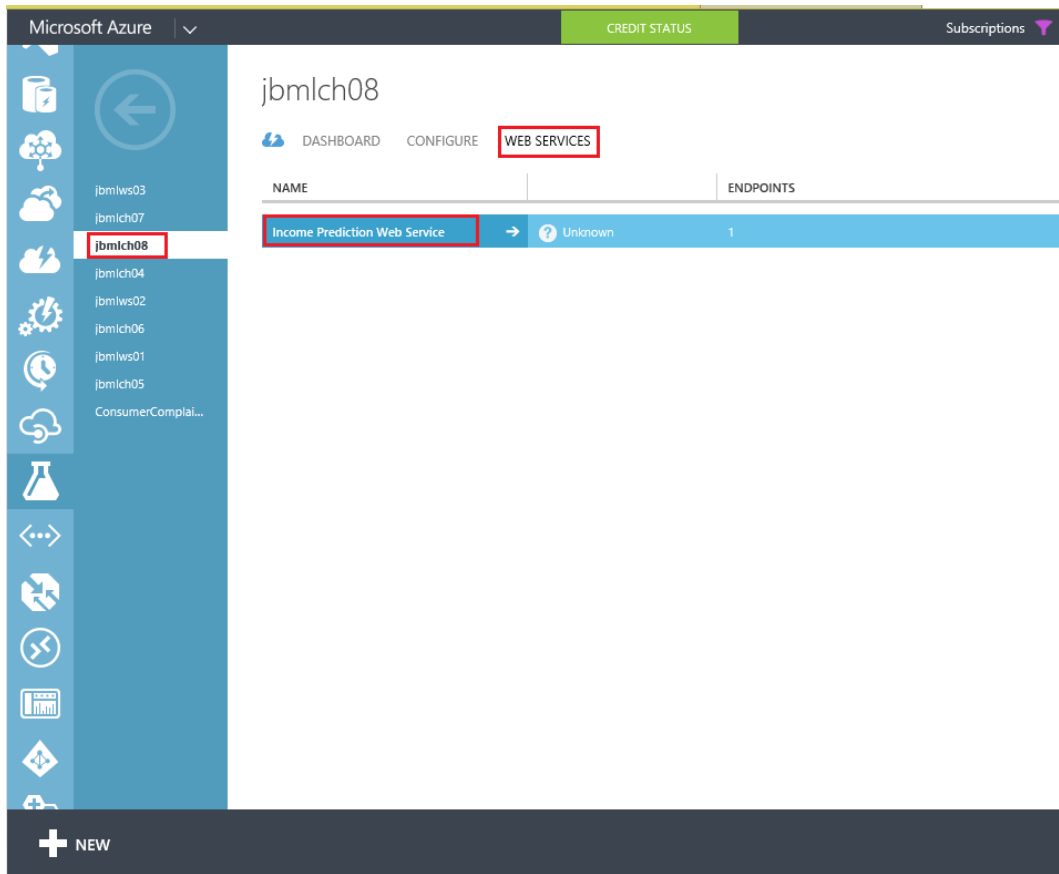 Microsoft Azure
CREDIT STATUS
Subscriptions
jbmlws03
jbmlch07
jbmlch08
jbmlch04
jbmlws02
jbmlch06
jbmlws01
jbmlch05
ConsumerComplai...
jbmlch08
DASHBOARD CONFIGURE WEB SERVICES
NAME ENDPOINTS
Income Prediction Web Service ? Unknown 1
NEW